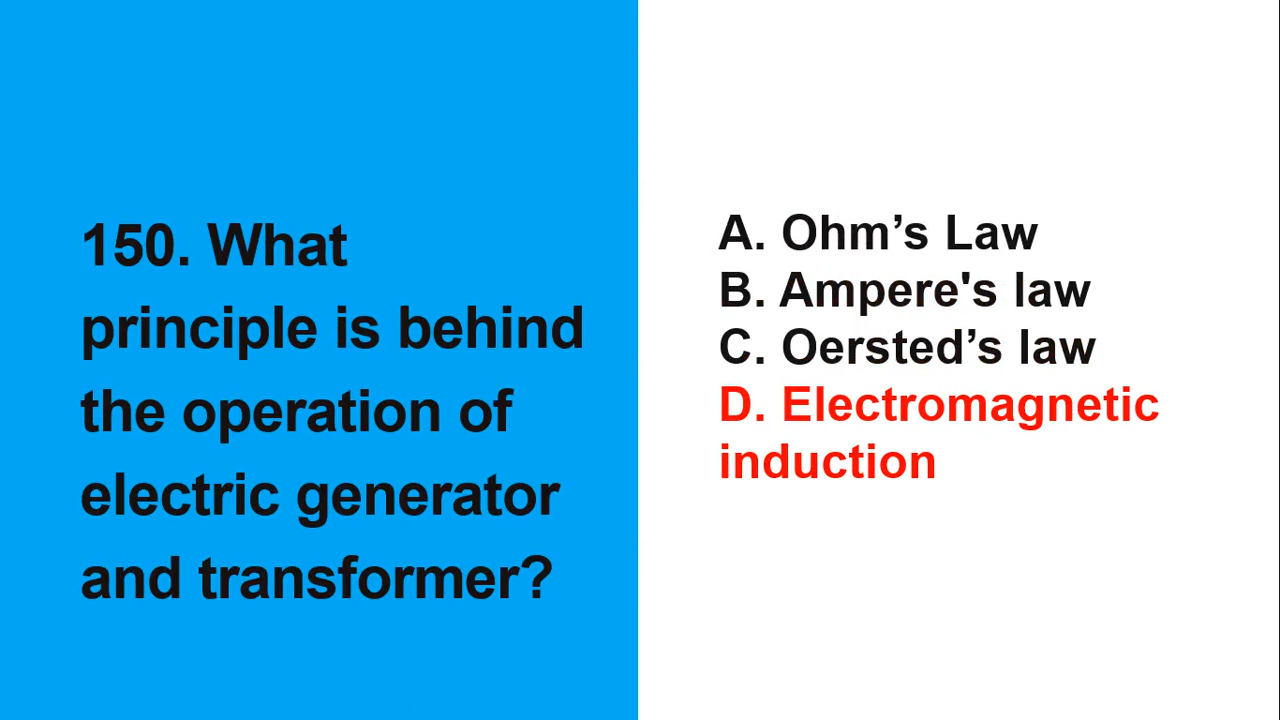 150. What
principle is behind
the operation of
electric generator
and transformer?
A. Ohm’s Law
B. Ampere's law
C. Oersted’s law
D. Electromagnetic
induction